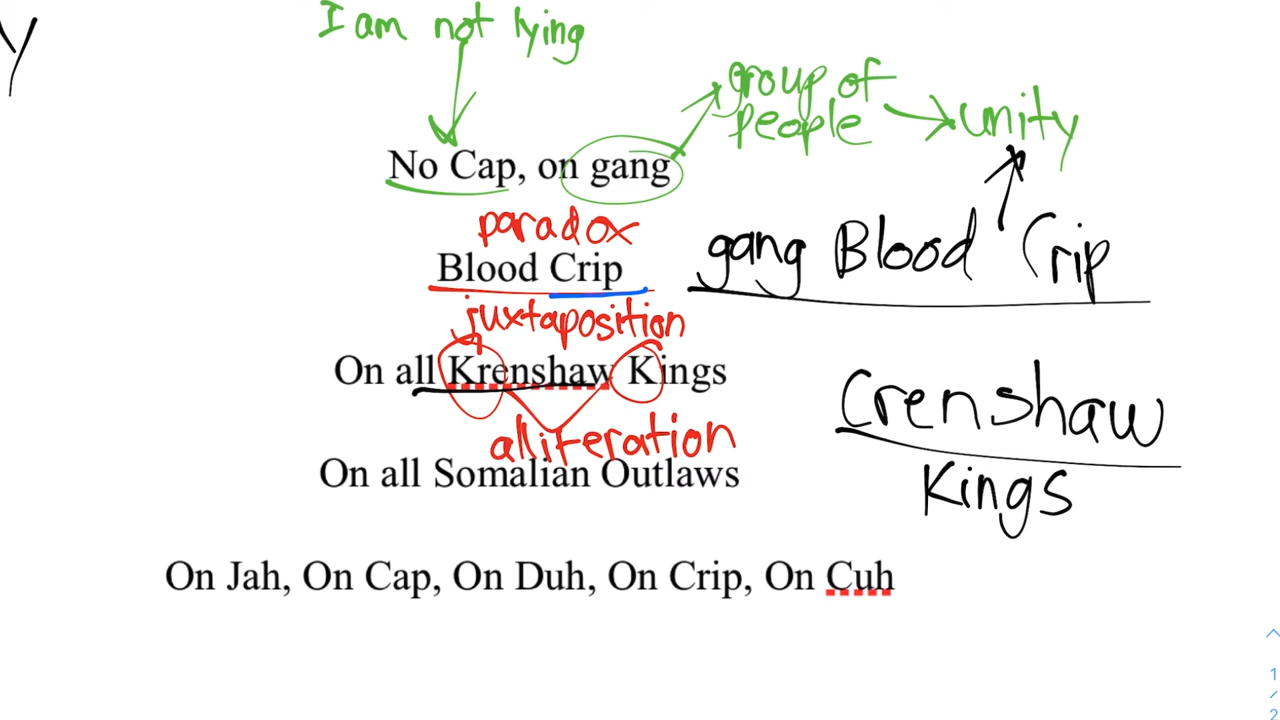 y
I am not lying
group of
people
unity
No Cap, on gang
paradox
Blood Crip
gang Blood Crip
juxtaposition
On all Krenshaw Kings
Crenshaw
Kings
alliteration
On all Somalian Outlaws
On Jah, On Cap, On Duh, On Crip, On Cuh
1
/
2